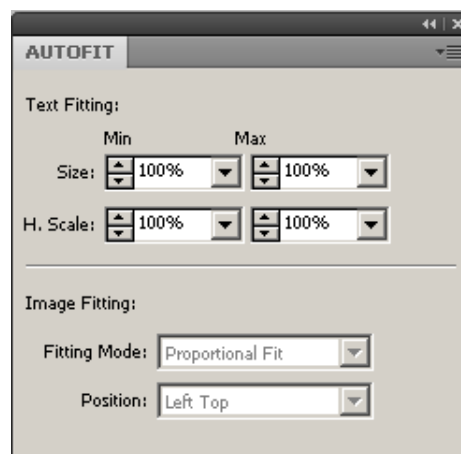 AUTOFIT
Text Fitting:
Min Max
Size: 100% 100%
H. Scale: 100% 100%
Image Fitting:
Fitting Mode: Proportional Fit
Position: Left Top